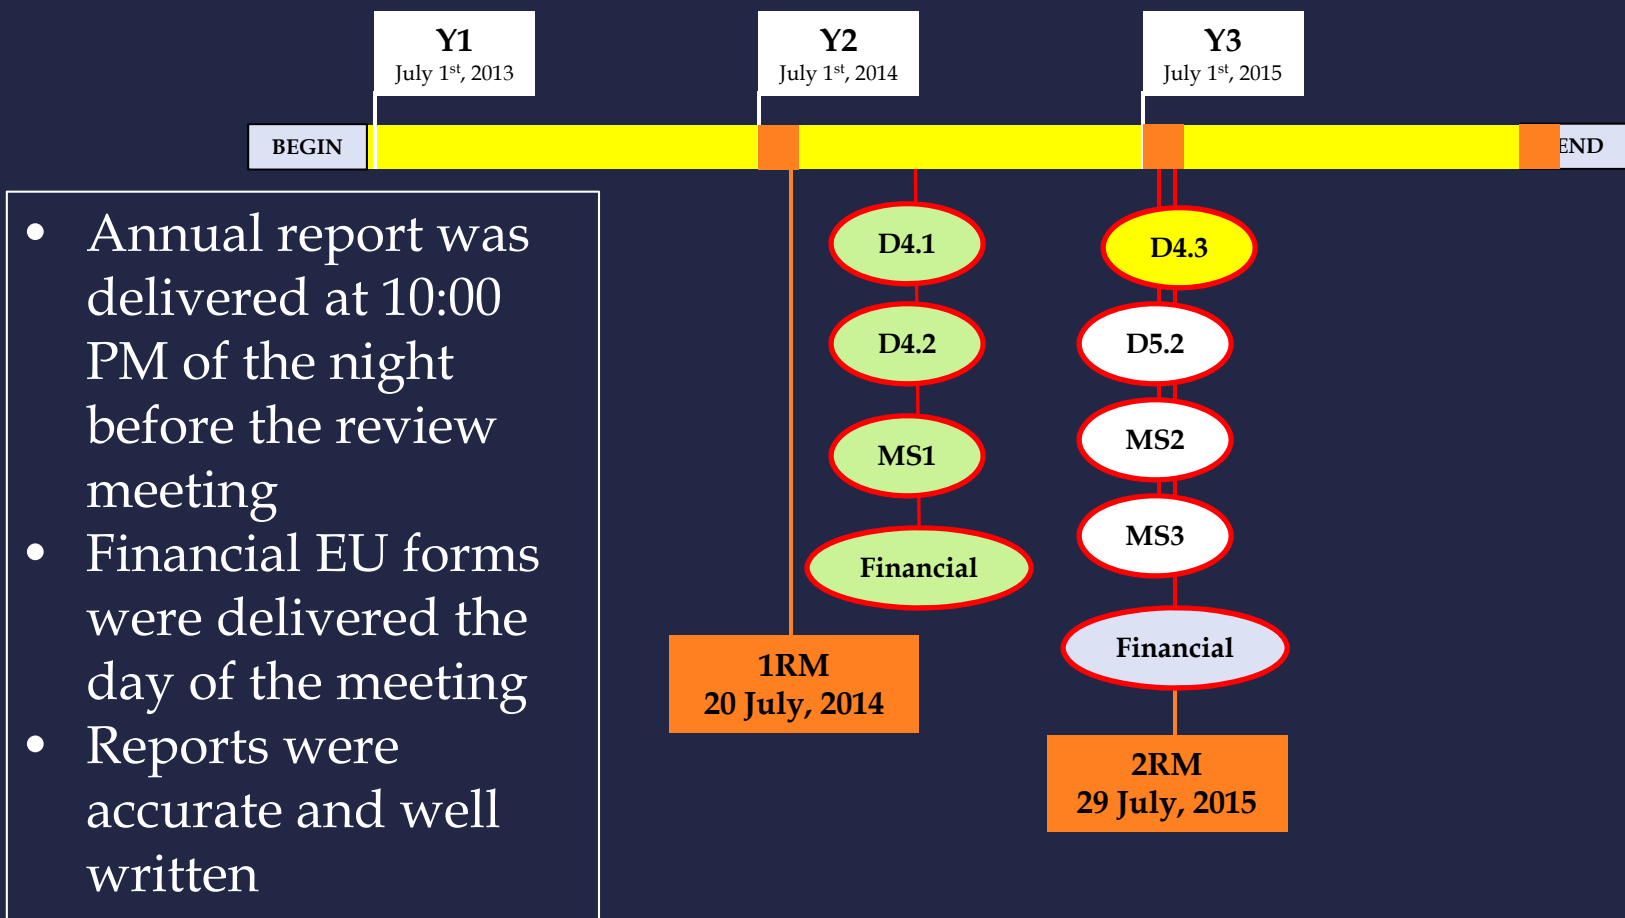 Y1
July 1st, 2013
Y2
July 1st, 2014
Y3
July 1st, 2015
BEGIN
END
• Annual report was
delivered at 10:00
PM of the night
before the review
meeting
• Financial EU forms
were delivered the
day of the meeting
• Reports were
accurate and well
written
D4.1
D4.2
MS1
Financial
1RM
20 July, 2014
D4.3
D5.2
MS2
MS3
Financial
2RM
29 July, 2015